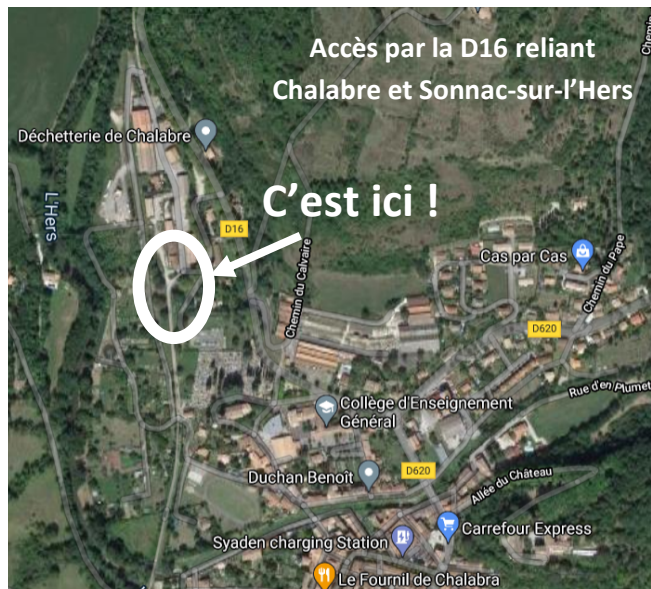 Accès par la D16 reliant
Chalabre et Sonnac-sur-l'Hers
Chemin
Déchetterie de Chalabre
L'Hers
C'est ici !
D16
Chemin du Calvaire
Cas par Cas
Chemin du Pape
D620
Rue d'en Plumet
Collège d'Enseignement
Général
Duchan Benoît
D620
Allée du Château
Carrefour Express
Syaden charging Station
Le Fournil de Chalabra